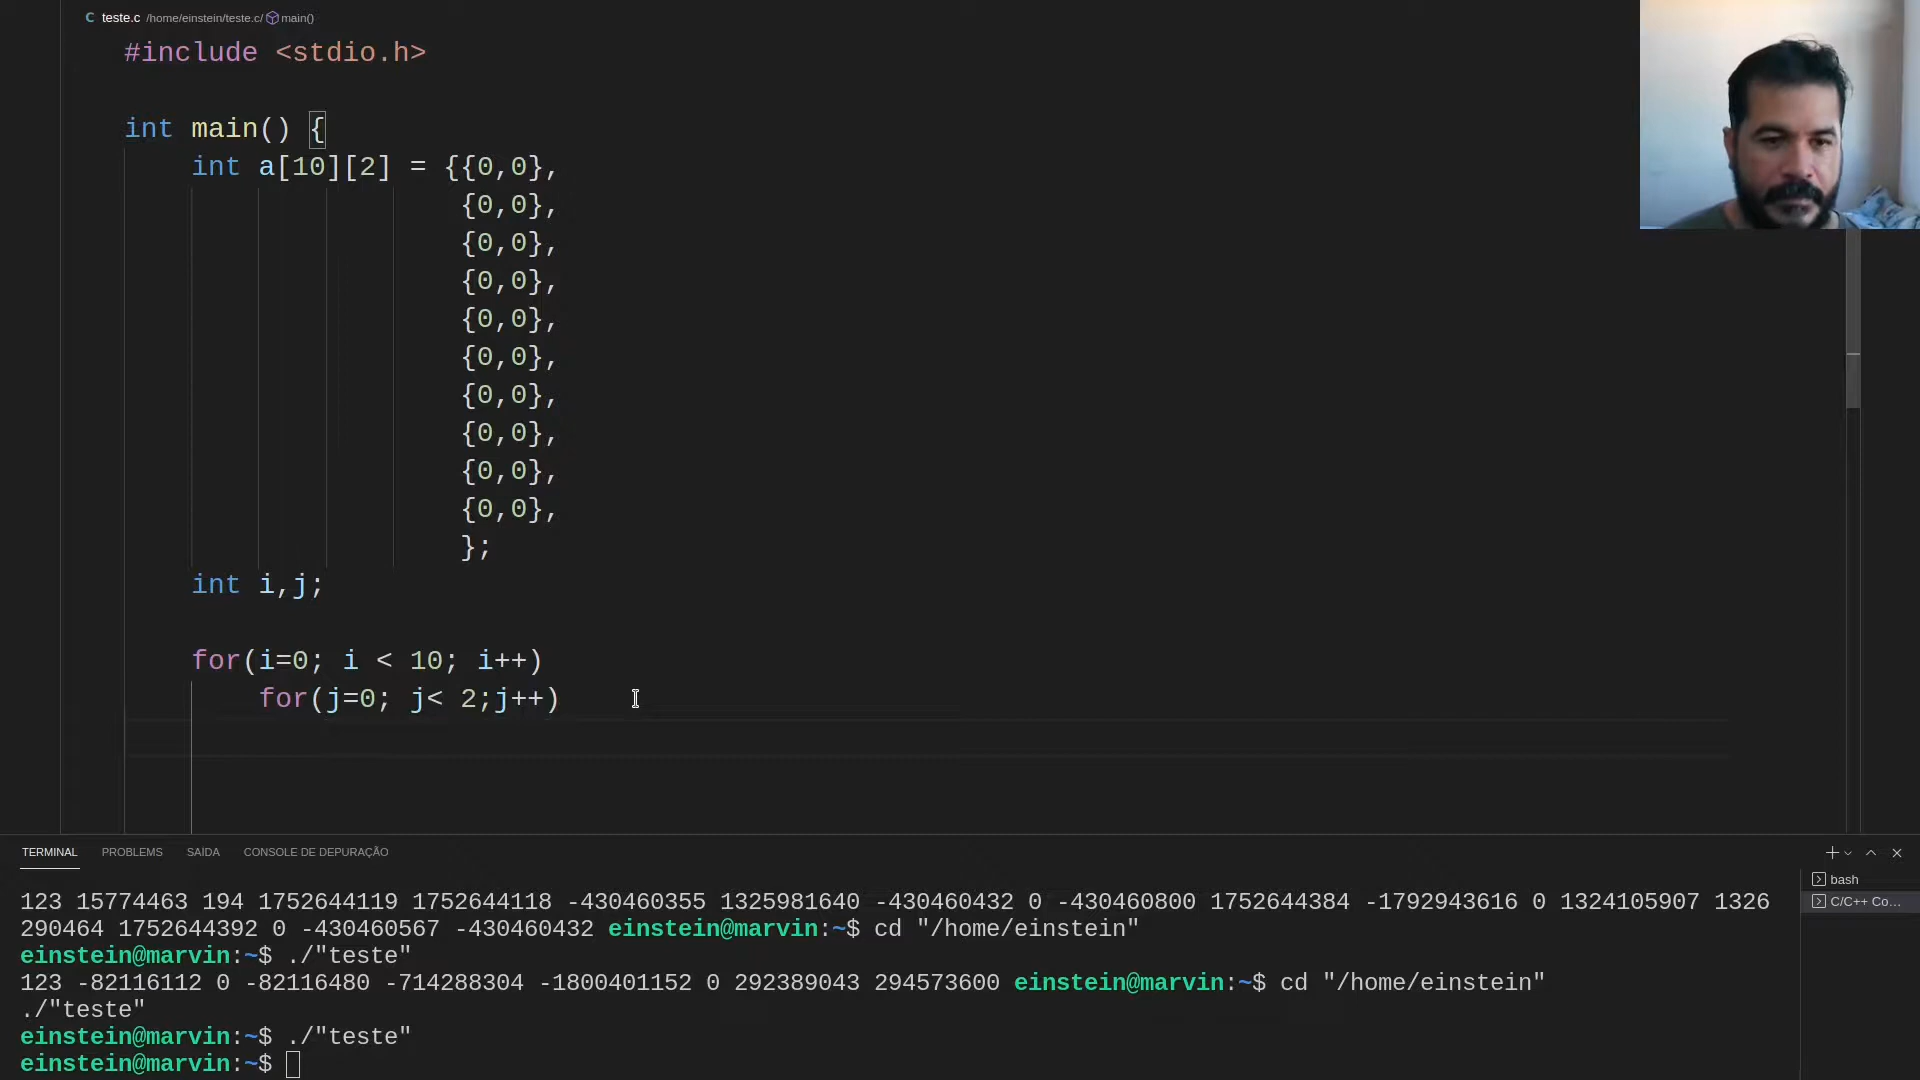 C teste.c /home/einstein/teste.c/ main()
#include <stdio.h>
int main() {
int a[10][2] = {{0,0},
{0,0},
{0,0},
{0,0},
{0,0},
{0,0},
{0,0},
{0,0},
{0,0},
{0,0},
};
int i,j;
for(i=0; i < 10; i++)
for(j=0; j< 2;j++)
TERMINAL PROBLEMS SAÍDA CONSOLE DE DEPURAÇÃO
123 15774463 194 1752644119 1752644118 -430460355 1325981640 -430460432 0 -430460800 1752644384 -1792943616 0 1324105907 1326
290464 1752644392 0 -430460567 -430460432 einstein@marvin:~$ cd "/home/einstein"
einstein@marvin:~$ ./"teste"
123 -82116112 0 -82116480 -714288304 -1800401152 0 292389043 294573600 einstein@marvin:~$ cd "/home/einstein"
./"teste"
einstein@marvin:~$ ./"teste"
einstein@marvin:~$
bash
C/C++ Co...